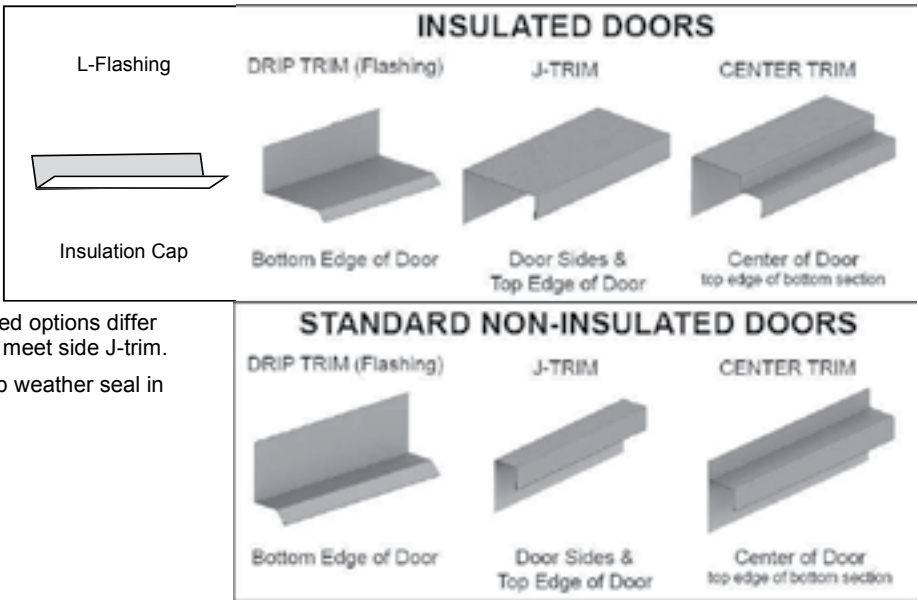 L-Flashing
Insulation Cap
INSULATED DOORS
DRIP TRIM (Flashing)
J-TRIM
CENTER TRIM
Bottom Edge of Door
Door Sides &
Top Edge of Door
Center of Door
top edge of bottom section
ed options differ
meet side J-trim.
weather seal in
STANDARD NON-INSULATED DOORS
DRIP TRIM (Flashing)
J-TRIM
CENTER TRIM
Bottom Edge of Door
Door Sides &
Top Edge of Door
Center of Door
top edge of bottom section